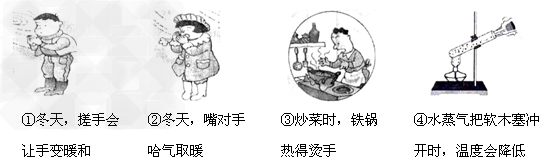 ①冬天，搓手会
让手变暖和
②冬天，嘴对手
哈气取暖
③炒菜时，铁锅
热得烫手
④水蒸气把软木塞冲
开时，温度会降低